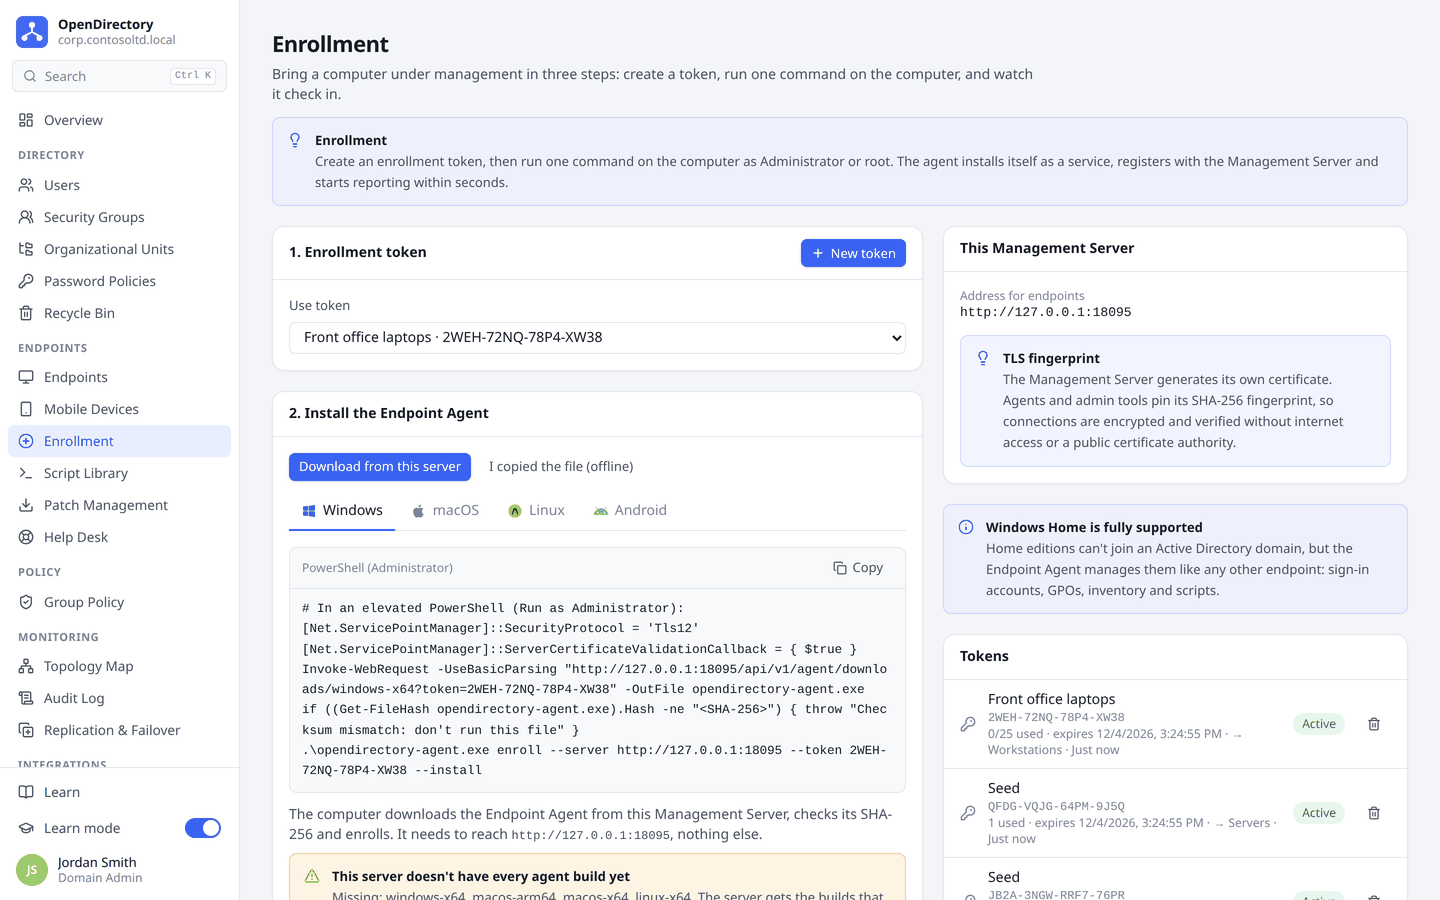 OpenDirectory
corp.contosoltd.local
Search
Ctrl K
Overview
DIRECTORY
Users
Security Groups
Organizational Units
Password Policies
Recycle Bin
ENDPOINTS
Endpoints
Mobile Devices
Enrollment
Script Library
Patch Management
Help Desk
POLICY
Group Policy
MONITORING
Topology Map
Audit Log
Replication & Failover
INTEGRATIONS
Learn
Learn mode
JS
Jordan Smith
Domain Admin
Enrollment
Bring a computer under management in three steps: create a token, run one command on the computer, and watch
it check in.
Enrollment
Create an enrollment token, then run one command on the computer as Administrator or root. The agent installs itself as a service, registers with the Management Server and
starts reporting within seconds.
1. Enrollment token
New token
Use token
Front office laptops · 2WEH-72NQ-78P4-XW38
2. Install the Endpoint Agent
Download from this server
I copied the file (offline)
Windows
macOS
Linux
Android
PowerShell (Administrator)
Copy
# In an elevated PowerShell (Run as Administrator):
[Net.ServicePointManager]::SecurityProtocol = 'Tls12'
[Net.ServicePointManager]::ServerCertificateValidationCallback = { $true }
Invoke-WebRequest -UseBasicParsing "http://127.0.0.1:18095/api/v1/agent/downlo
ads/windows-x64?token=2WEH-72NQ-78P4-XW38" -OutFile opendirectory-agent.exe
if ((Get-FileHash opendirectory-agent.exe).Hash -ne "<SHA-256>") { throw "Chec
ksum mismatch: don't run this file" }
.\opendirectory-agent.exe enroll --server http://127.0.0.1:18095 --token 2WEH-
72NQ-78P4-XW38 --install
The computer downloads the Endpoint Agent from this Management Server, checks its SHA-
256 and enrolls. It needs to reach http://127.0.0.1:18095, nothing else.
This server doesn't have every agent build yet
Missing: windows-x64, macos-arm64, macos-x64, linux-x64. The server gets the builds that
This Management Server
Address for endpoints
http://127.0.0.1:18095
TLS fingerprint
The Management Server generates its own certificate.
Agents and admin tools pin its SHA-256 fingerprint, so
connections are encrypted and verified without internet
access or a public certificate authority.
Windows Home is fully supported
Home editions can't join an Active Directory domain, but the
Endpoint Agent manages them like any other endpoint: sign-in
accounts, GPOs, inventory and scripts.
Tokens
Front office laptops
2WEH-72NQ-78P4-XW38
0/25 used · expires 12/4/2026, 3:24:55 PM · →
Workstations · Just now
Active
Seed
QFDG-VQJG-64PM-9J5Q
1 used · expires 12/4/2026, 3:24:55 PM · → Servers ·
Just now
Active
Seed
JB2A-3NGW-RRF7-76PR
Active